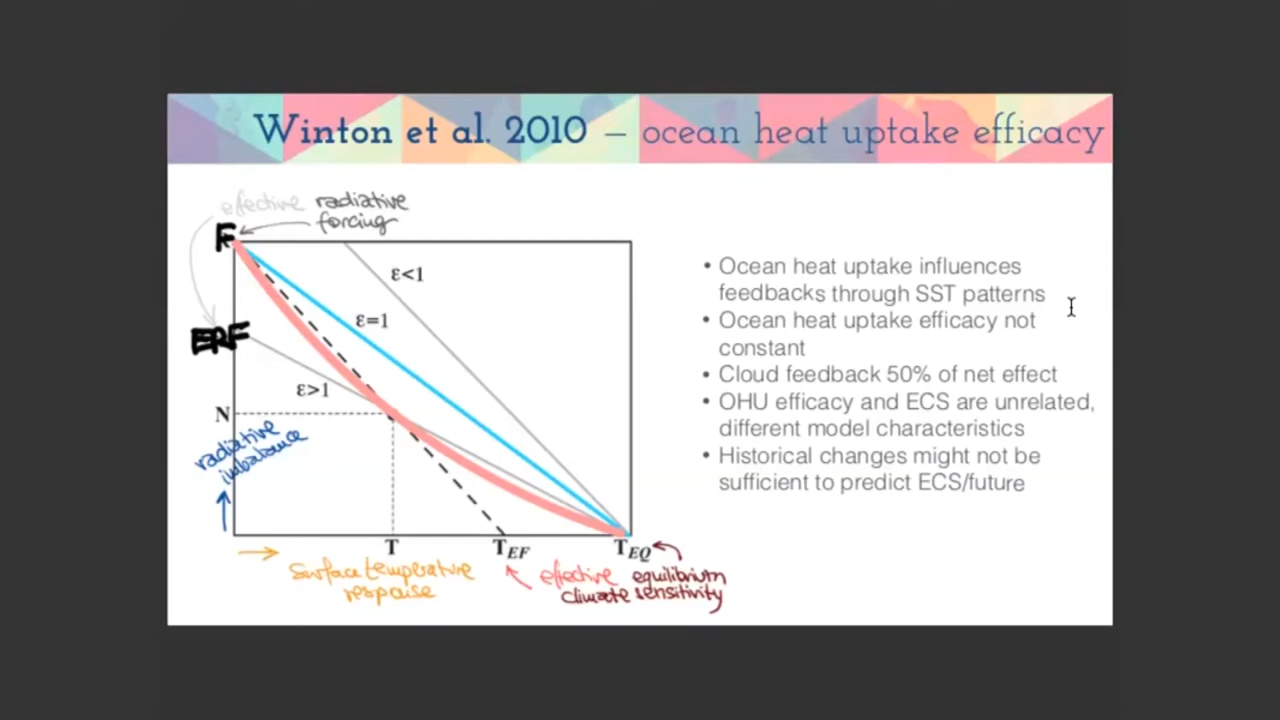 Winton et al. 2010 – ocean heat uptake efficacy
effective radiative
forcing
F
ε<1
ε=1
ERF
ε>1
N
radiative
imbalance
T
T_EF
T_EQ
surface temperature
response
effective equilibrium
climate sensitivity
• Ocean heat uptake influences
feedbacks through SST patterns
• Ocean heat uptake efficacy not
constant
• Cloud feedback 50% of net effect
• OHU efficacy and ECS are unrelated,
different model characteristics
• Historical changes might not be
sufficient to predict ECS/future